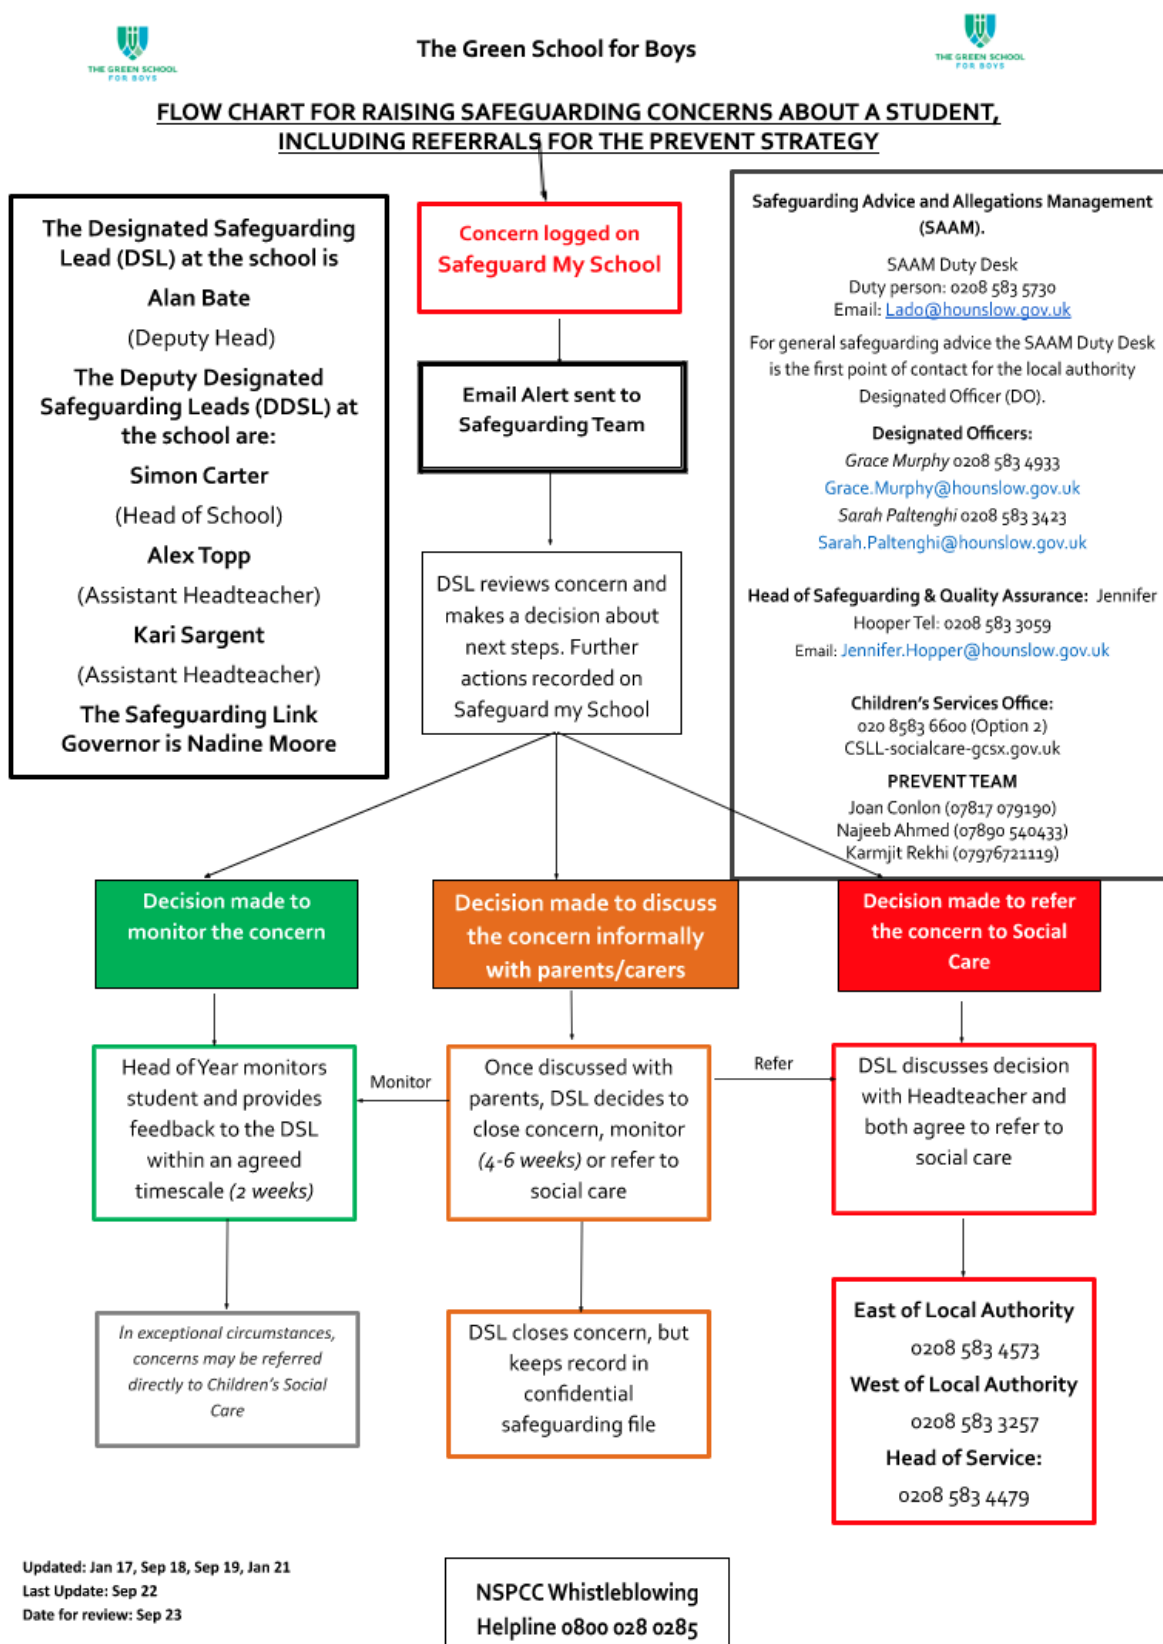 THE GREEN SCHOOL
FOR BOYS
The Green School for Boys
THE GREEN SCHOOL
FOR BOYS
FLOW CHART FOR RAISING SAFEGUARDING CONCERNS ABOUT A STUDENT,
INCLUDING REFERRALS FOR THE PREVENT STRATEGY
The Designated Safeguarding
Lead (DSL) at the school is
Alan Bate
(Deputy Head)
The Deputy Designated
Safeguarding Leads (DDSL) at
the school are:
Simon Carter
(Head of School)
Alex Topp
(Assistant Headteacher)
Kari Sargent
(Assistant Headteacher)
The Safeguarding Link
Governor is Nadine Moore
Concern logged on
Safeguard My School
Email Alert sent to
Safeguarding Team
DSL reviews concern and
makes a decision about
next steps. Further
actions recorded on
Safeguard my School
Safeguarding Advice and Allegations Management
(SAAM).
SAAM Duty Desk
Duty person: 0208 583 5730
Email: Lado@hounslow.gov.uk
For general safeguarding advice the SAAM Duty Desk
is the first point of contact for the local authority
Designated Officer (DO).
Designated Officers:
Grace Murphy 0208 583 4933
Grace.Murphy@hounslow.gov.uk
Sarah Paltenghi 0208 583 3423
Sarah.Paltenghi@hounslow.gov.uk
Head of Safeguarding & Quality Assurance: Jennifer
Hooper Tel: 0208 583 3059
Email: Jennifer.Hopper@hounslow.gov.uk
Children's Services Office:
020 8583 6600 (Option 2)
CSLL-socialcare-gcsx.gov.uk
PREVENT TEAM
Joan Conlon (07817 079190)
Najeeb Ahmed (07890 540433)
Karmjit Rekhi (07976721119)
Decision made to
monitor the concern
Decision made to discuss
the concern informally
with parents/carers
Decision made to refer
the concern to Social
Care
Head of Year monitors
student and provides
feedback to the DSL
within an agreed
timescale (2 weeks)
Monitor
Once discussed with
parents, DSL decides to
close concern, monitor
(4-6 weeks) or refer to
social care
Refer
DSL discusses decision
with Headteacher and
both agree to refer to
social care
In exceptional circumstances,
concerns may be referred
directly to Children's Social
Care
DSL closes concern, but
keeps record in
confidential
safeguarding file
East of Local Authority
0208 583 4573
West of Local Authority
0208 583 3257
Head of Service:
0208 583 4479
Updated: Jan 17, Sep 18, Sep 19, Jan 21
Last Update: Sep 22
Date for review: Sep 23
NSPCC Whistleblowing
Helpline 0800 028 0285